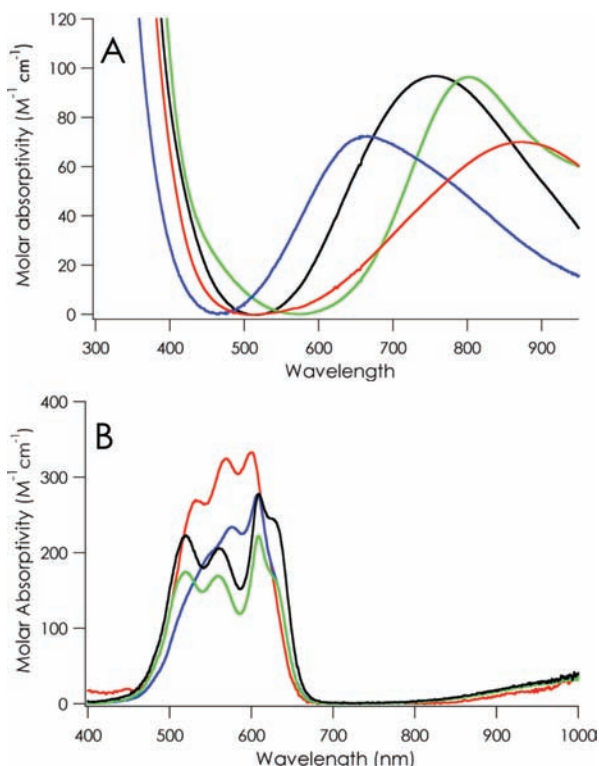 A
Molar absorptivity (M⁻¹ cm⁻¹)
120
100
80
60
40
20
0
300 400 500 600 700 800 900
Wavelength
B
Molar Absorptivity (M⁻¹cm⁻¹)
400
300
200
100
0
400 500 600 700 800 900 1000
Wavelength (nm)